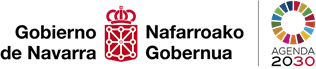 Gobierno
de Navarra
Nafarroako
Gobernua
AGENDA
2030